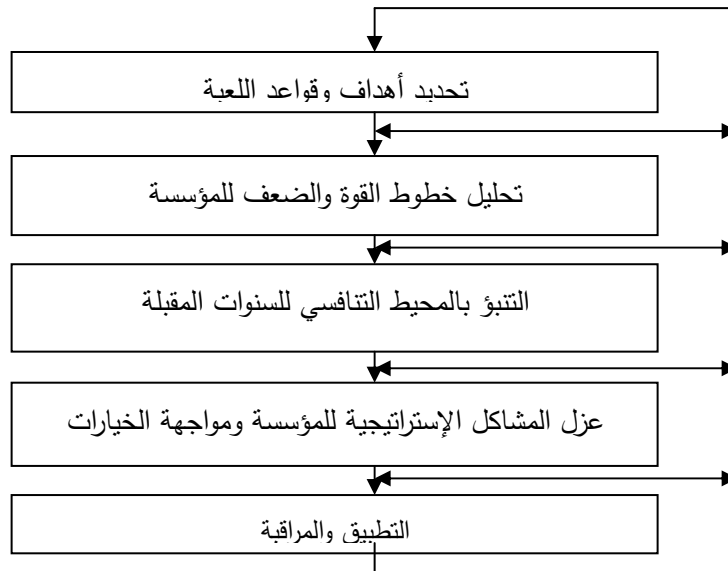 تحديد أهداف وقواعد اللعبة
تحليل خطوط القوة والضعف للمؤسسة
التنبؤ بالمحيط التنافسي للسنوات المقبلة
عزل المشاكل الإستراتيجية للمؤسسة ومواجهة الخيارات
التطبيق والمراقبة